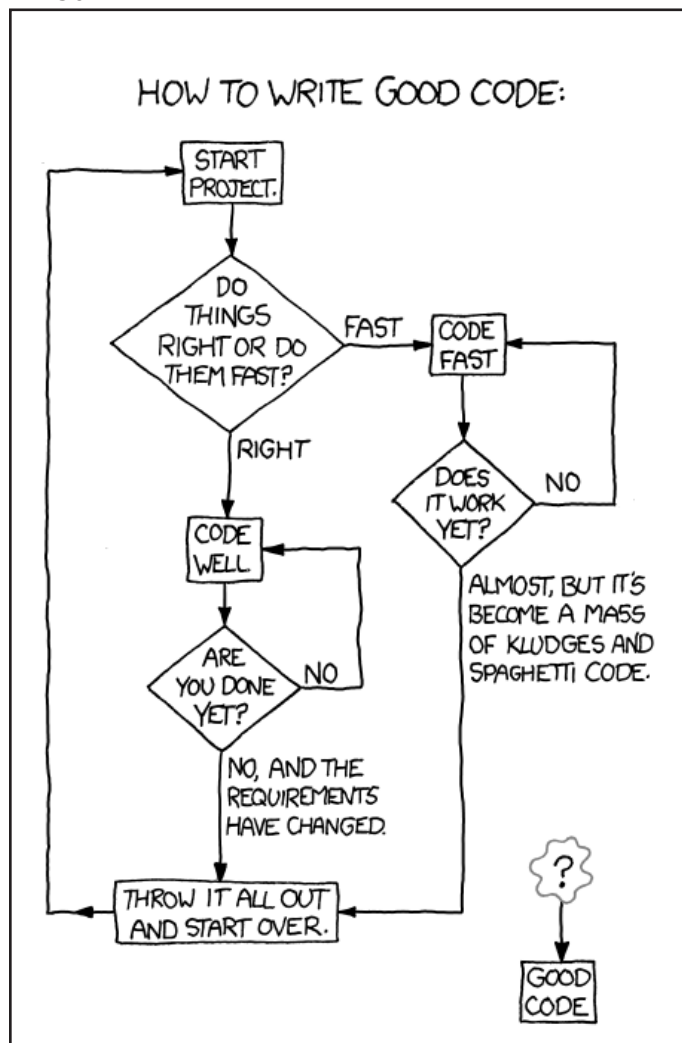 HOW TO WRITE GOOD CODE:
START
PROJECT.
DO
THINGS
RIGHT OR DO
THEM FAST?
FAST
CODE
FAST
RIGHT
DOES
IT WORK
YET?
NO
CODE
WELL
ALMOST, BUT IT'S
BECOME A MASS
OF KLUDGES AND
SPAGHETTI CODE.
ARE
YOU DONE
YET?
NO
NO, AND THE
REQUIREMENTS
HAVE CHANGED.
THROW IT ALL OUT
AND START OVER.
?
GOOD
CODE